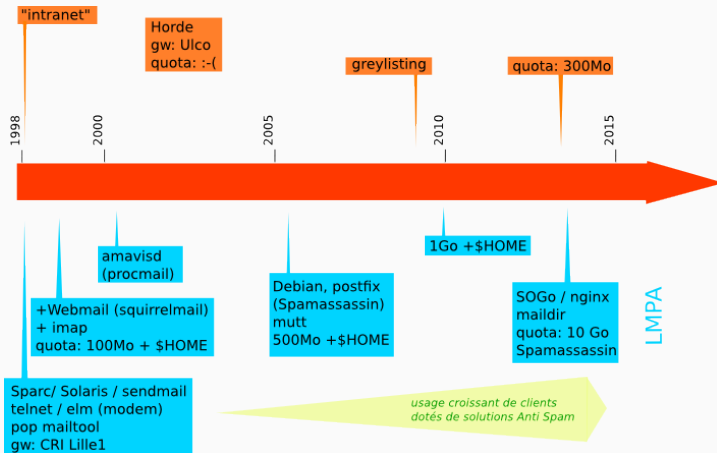 "intranet"
Horde
gw: Ulco
quota: :-(
greylisting
quota: 300Mo
1998
2000
2005
2010
2015
amavisd
(procmail)
1Go +$HOME
+Webmail (squirrelmail)
+ imap
quota: 100Mo + $HOME
Debian, postfix
(Spamassassin)
mutt
500Mo +$HOME
SOGo / nginx
maildir
quota: 10 Go
Spamassassin
LMPA
Sparc/ Solaris / sendmail
telnet / elm (modem)
pop mailtool
gw: CRI Lille1
usage croissant de clients
dotés de solutions Anti Spam